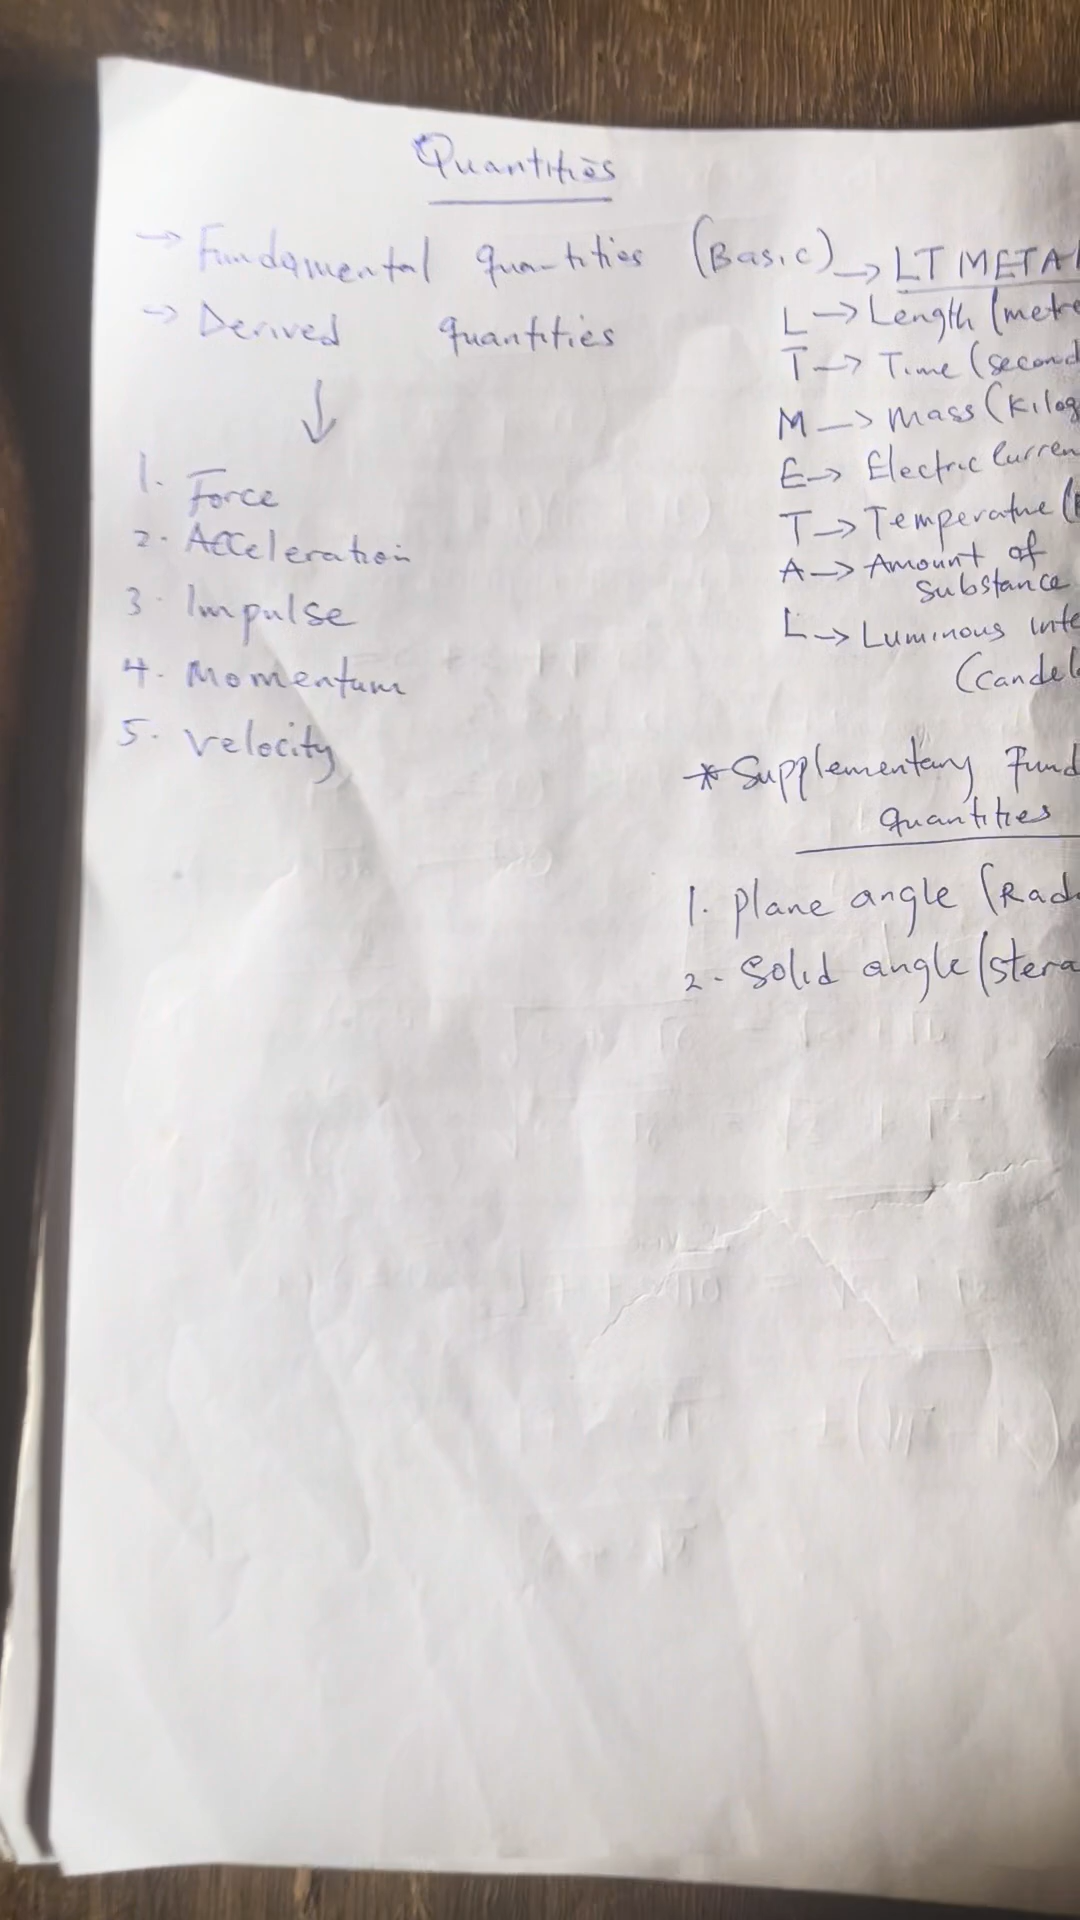 Quantities
→ Fundamental quantities (Basic) → LT META
→ Derived quantities
↓
1. Force
2. Acceleration
3. Impulse
4. Momentum
5. Velocity
L → Length (metre
T → Time (second
M → Mass (Kilog
E → Electric Curren
T → Temperature (
A → Amount of
Substance
L → Luminous inte
(Candel
* Supplementary Fund
quantities
1. Plane angle (Rad
2. Solid angle (stera